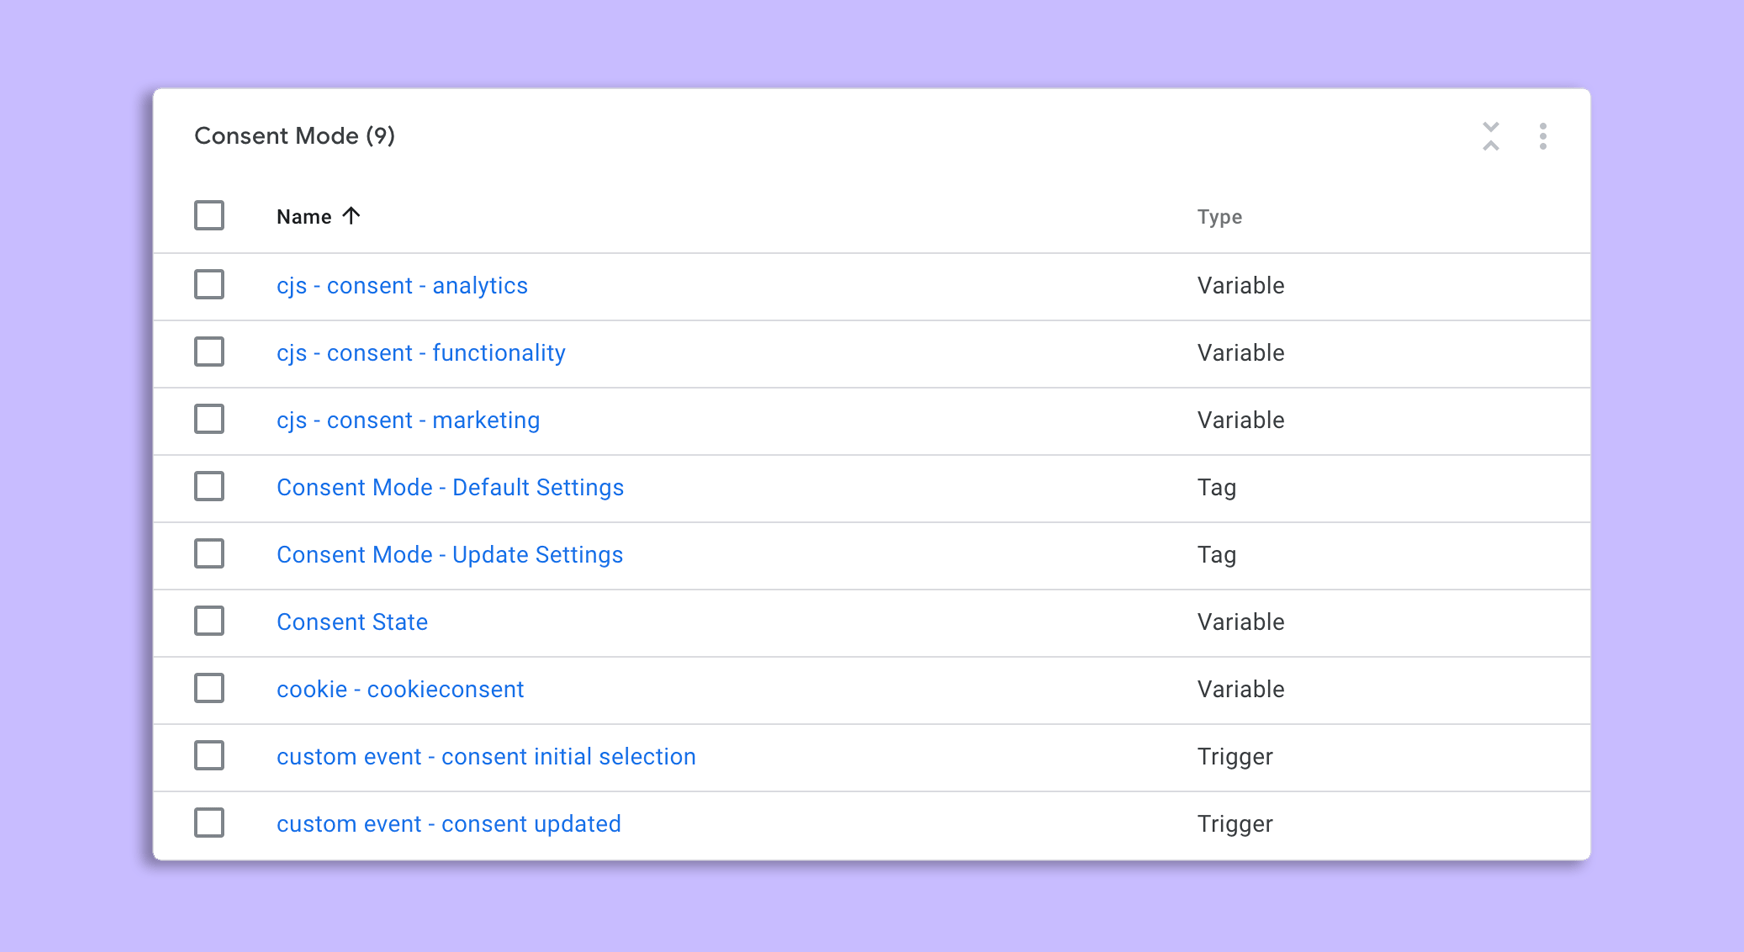 Consent Mode (9)
Name Type
cjs - consent - analytics Variable
cjs - consent - functionality Variable
cjs - consent - marketing Variable
Consent Mode - Default Settings Tag
Consent Mode - Update Settings Tag
Consent State Variable
cookie - cookieconsent Variable
custom event - consent initial selection Trigger
custom event - consent updated Trigger